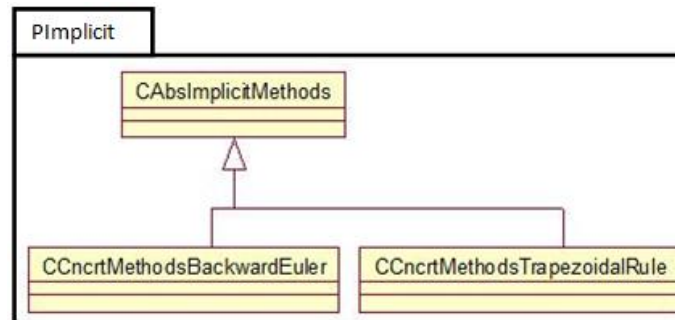 PImplicit
CAbsImplicitMethods
CCncrtMethodsBackwardEuler
CCncrtMethodsTrapezoidalRule